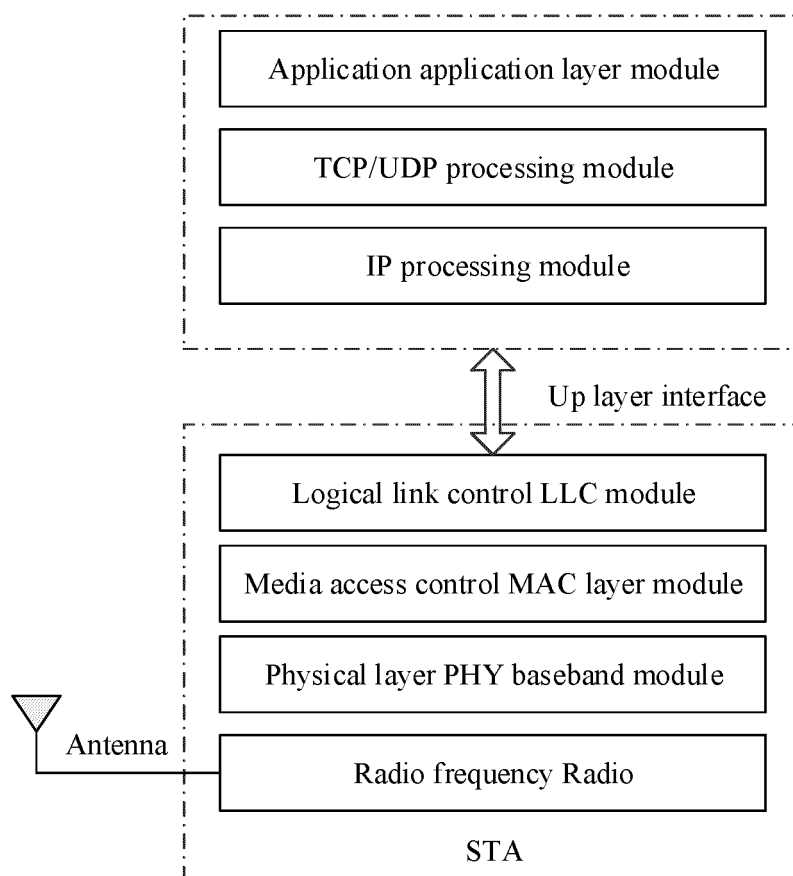 Application application layer module
TCP/UDP processing module
IP processing module
Up layer interface
Logical link control LLC module
Media access control MAC layer module
Physical layer PHY baseband module
Antenna
Radio frequency Radio
STA